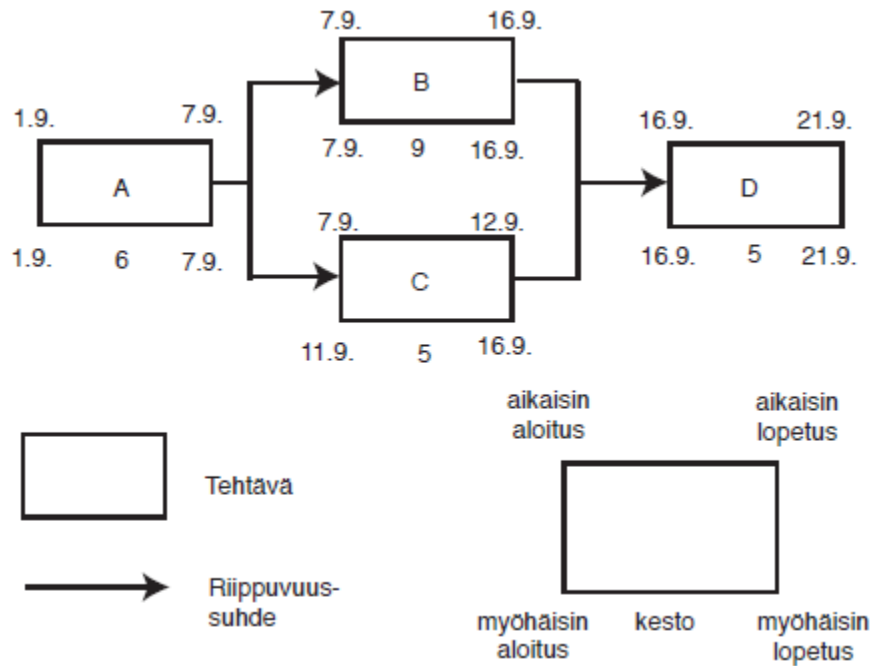 7.9. 16.9.
B
1.9. 7.9.
7.9. 9 16.9.
16.9. 21.9.
A
D
7.9. 12.9.
1.9. 6 7.9.
C
16.9. 5 21.9.
11.9. 5 16.9.
aikaisin
aloitus
aikaisin
lopetus
Tehtävä
Riippuvuus-
suhde
myöhäisin
aloitus
kesto
myöhäisin
lopetus